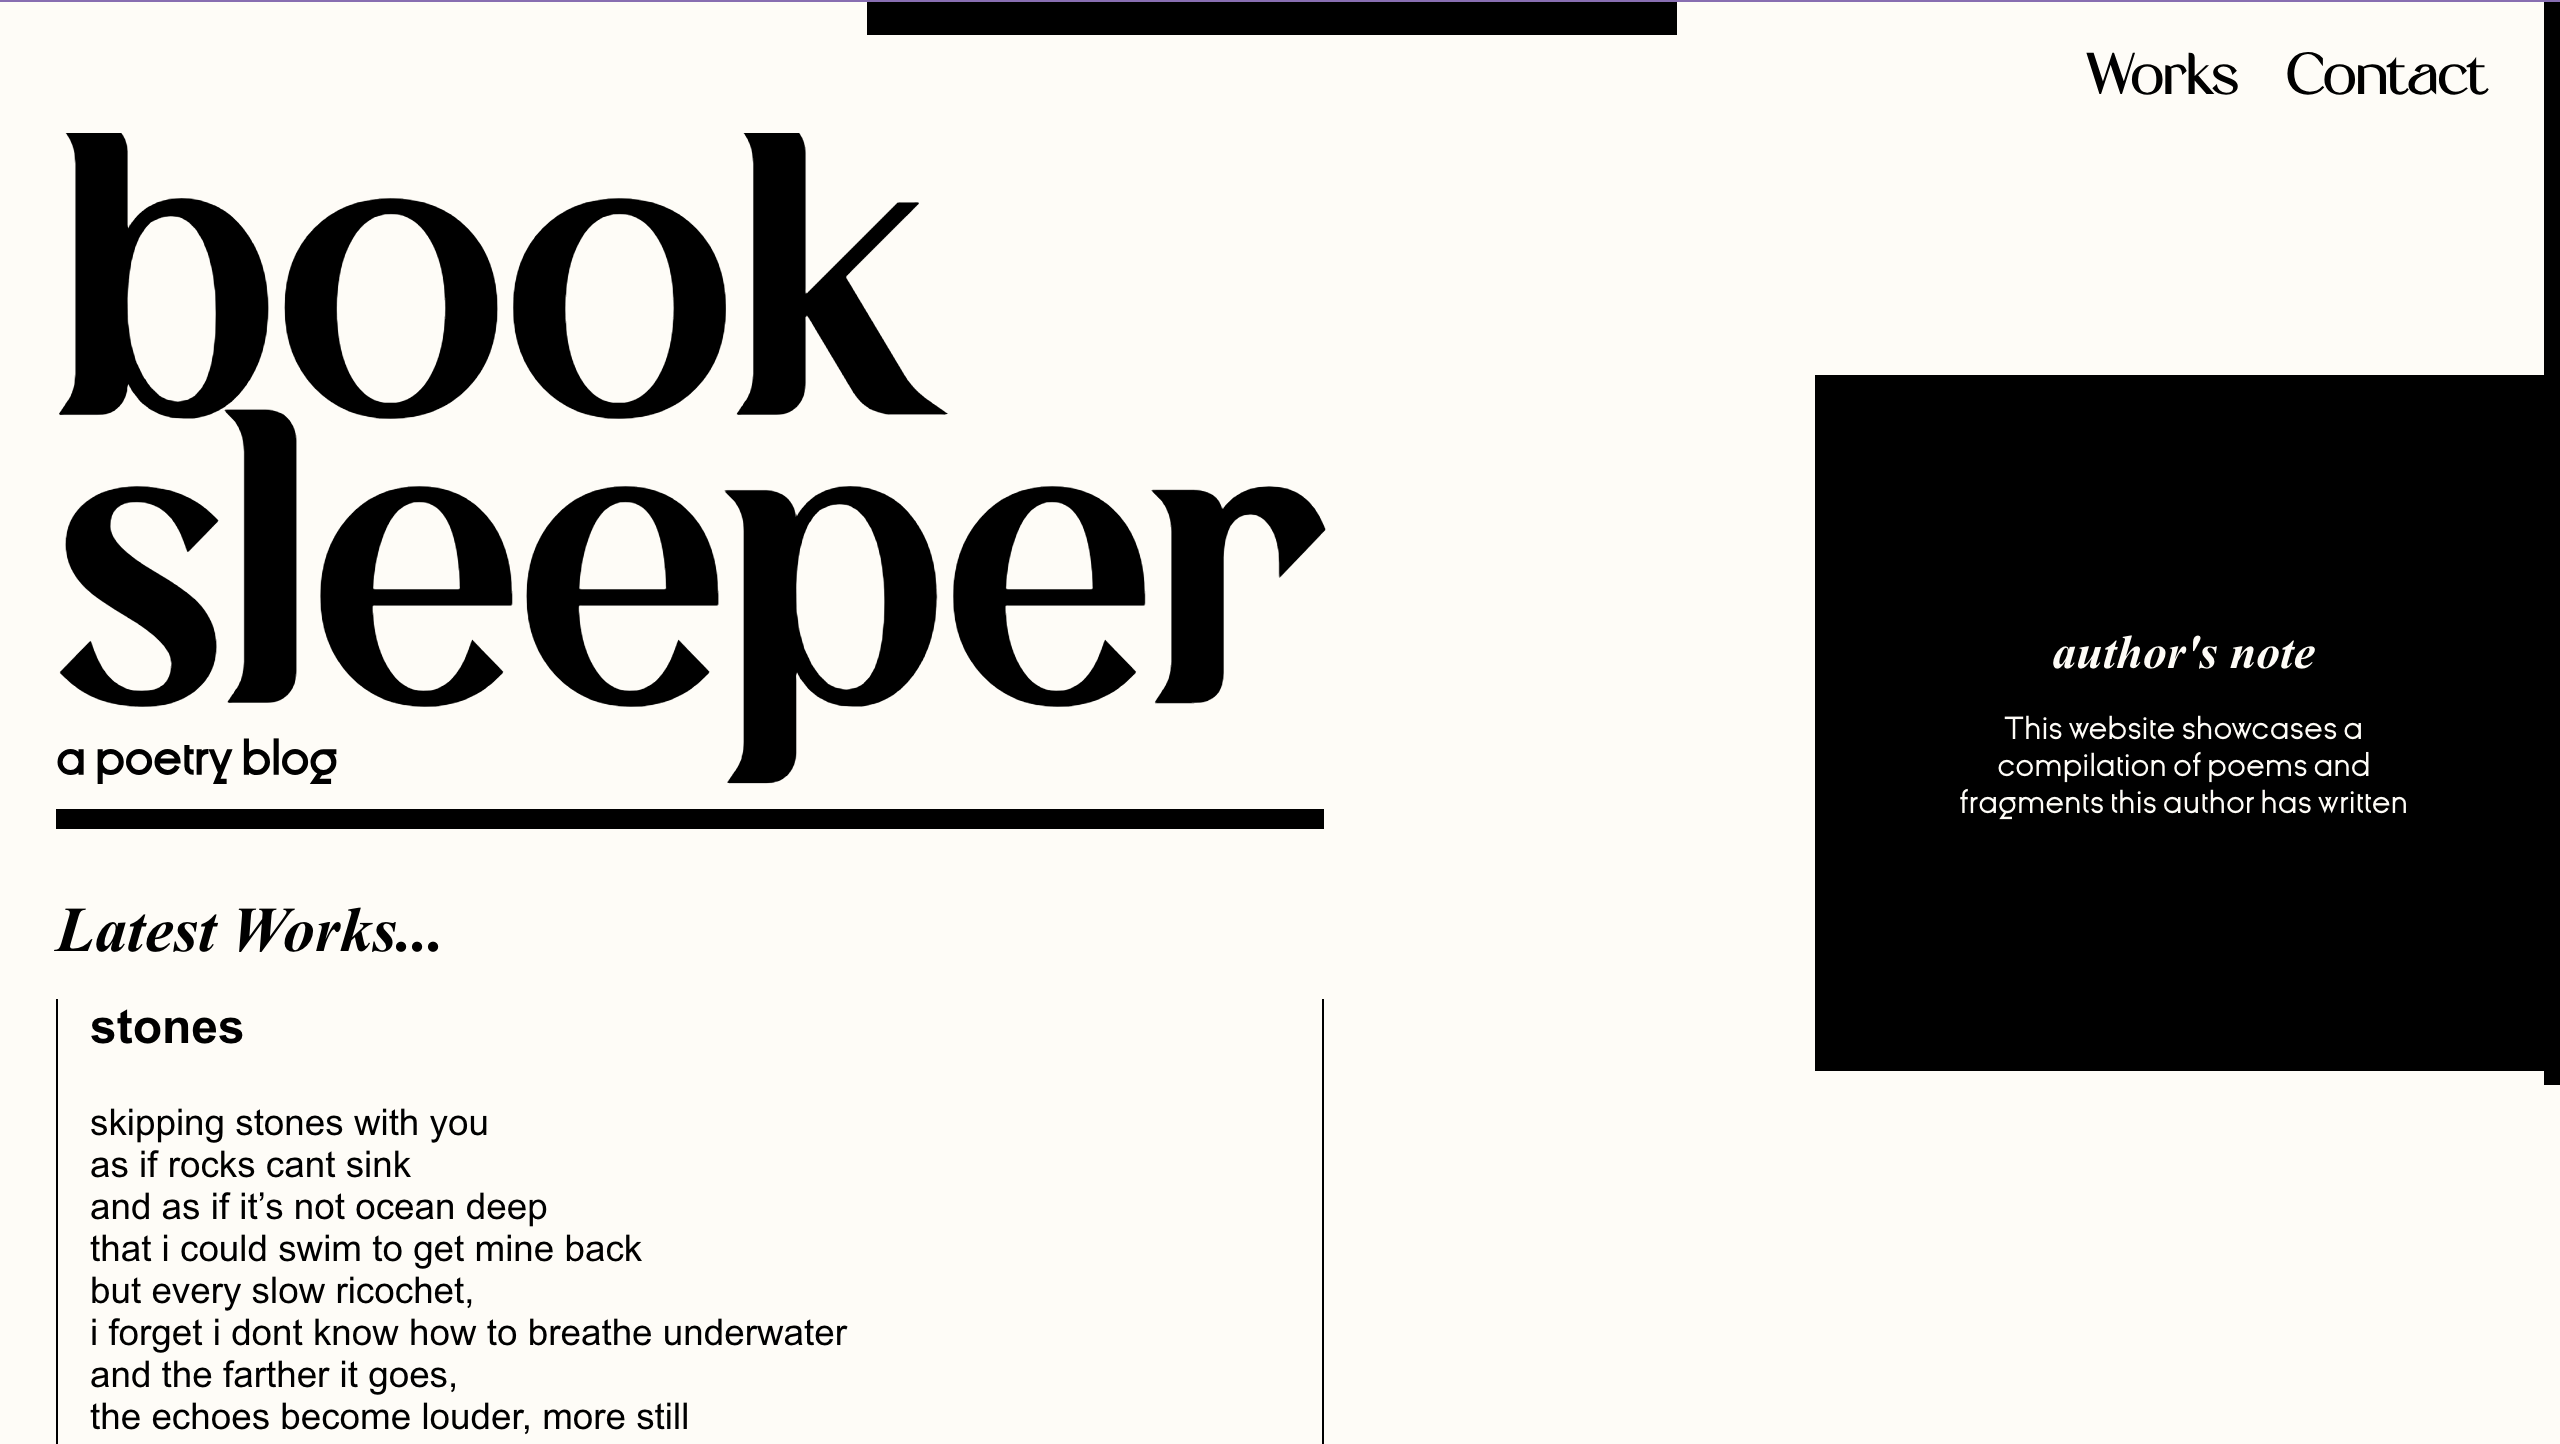 Works Contact
book
sleeper
a poetry blog
author's note
This website showcases a
compilation of poems and
fragments this author has written
Latest Works...
stones
skipping stones with you
as if rocks cant sink
and as if it’s not ocean deep
that i could swim to get mine back
but every slow ricochet,
i forget i dont know how to breathe underwater
and the farther it goes,
the echoes become louder, more still